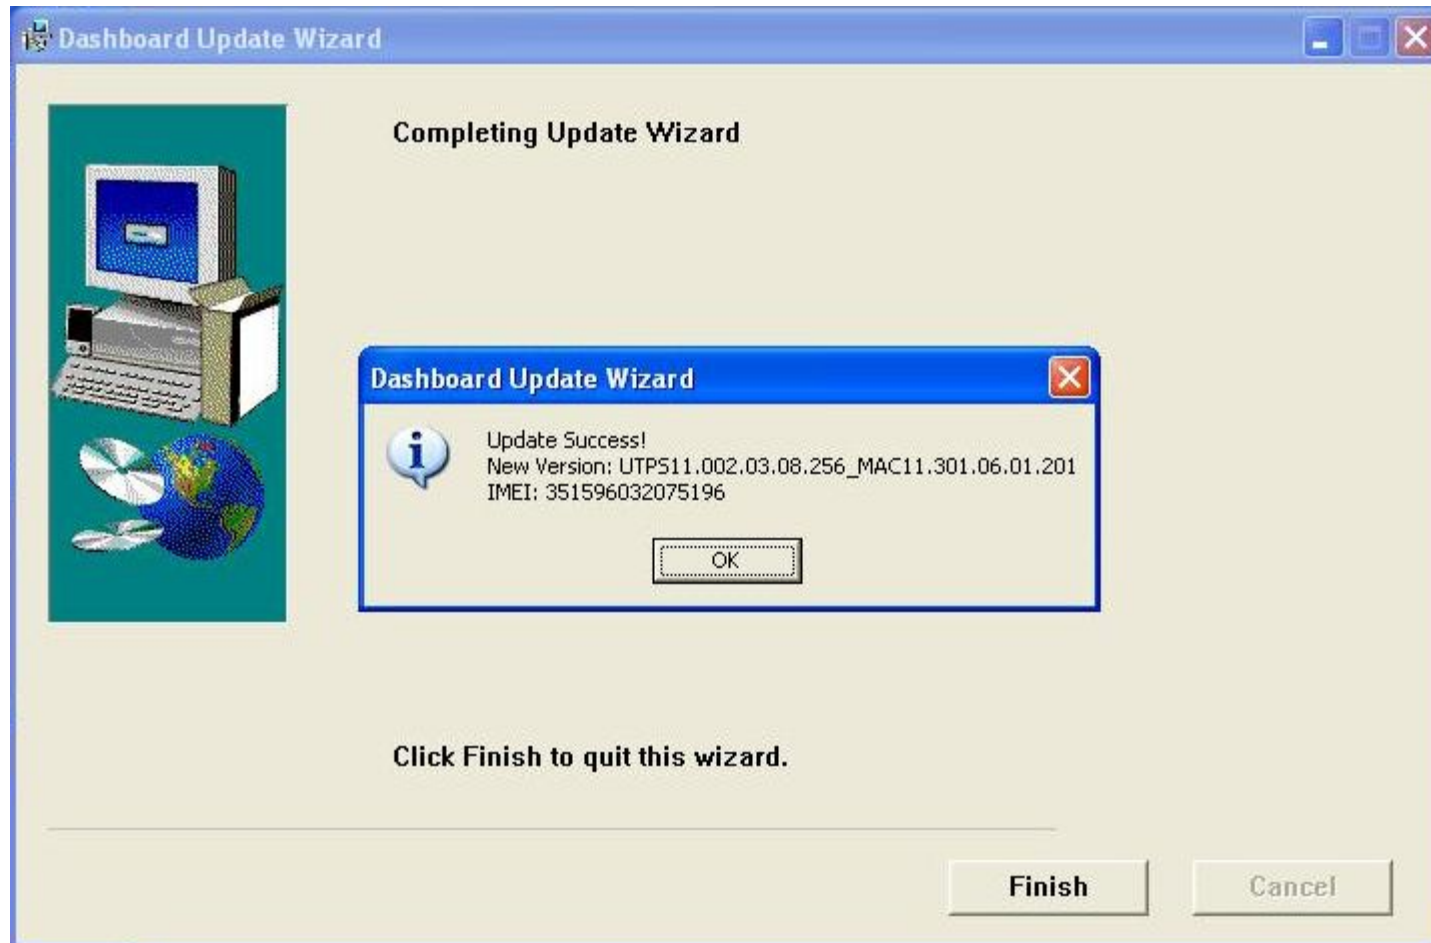 Dashboard Update Wizard
Completing Update Wizard
Dashboard Update Wizard
Update Success!
New Version: UTPS11.002.03.08.256_MAC11.301.06.01.201
IMEI: 351596032075196
OK
Click Finish to quit this wizard.
Finish
Cancel